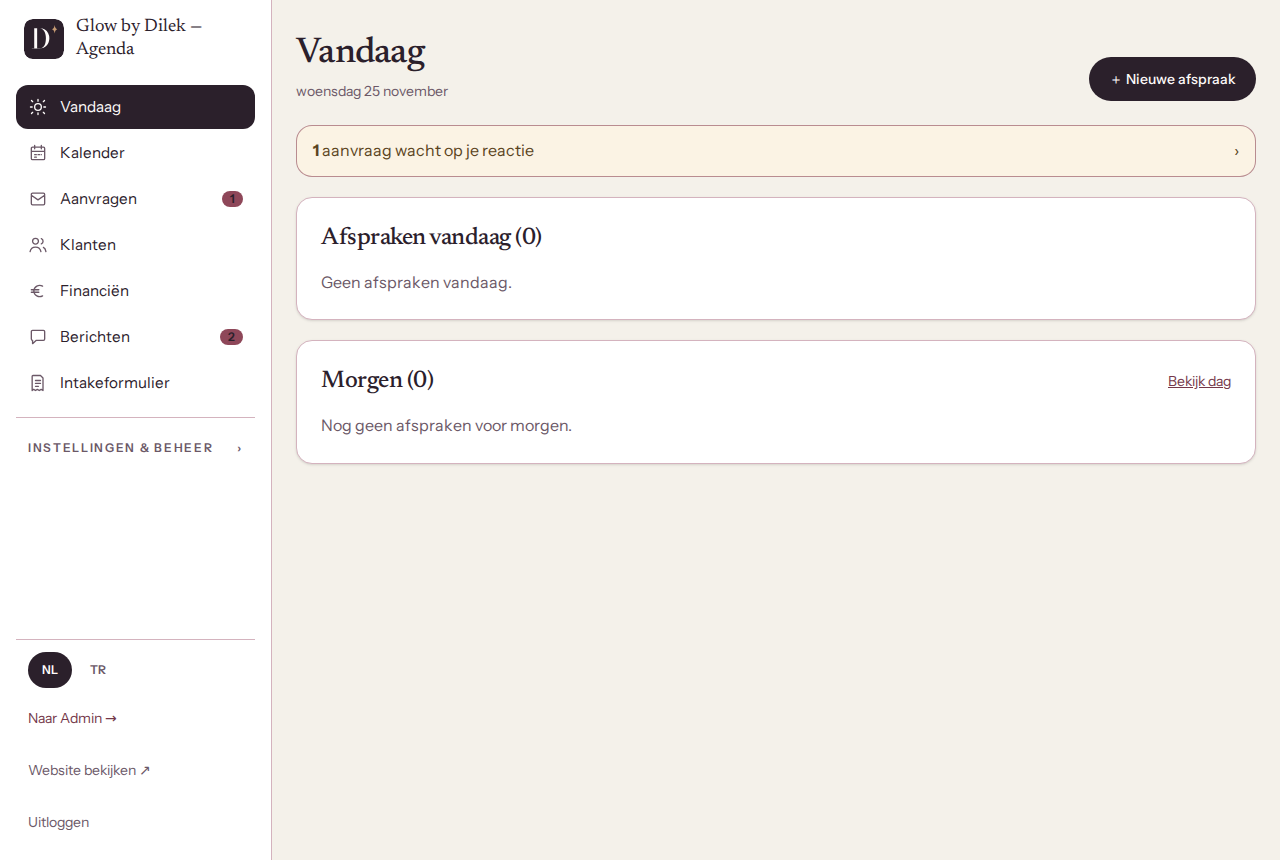 D
Glow by Dilek —
Agenda
Vandaag
Kalender
Aanvragen 1
Klanten
Financiën
Berichten 2
Intakeformulier
INSTELLINGEN & BEHEER ›
NL TR
Naar Admin →
Website bekijken ↗
Uitloggen
Vandaag
woensdag 25 november
+ Nieuwe afspraak
1 aanvraag wacht op je reactie ›
Afspraken vandaag (0)
Geen afspraken vandaag.
Morgen (0) Bekijk dag
Nog geen afspraken voor morgen.